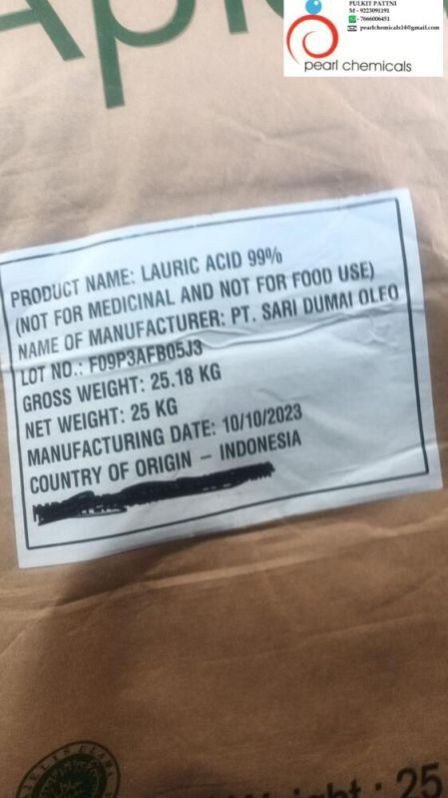 PULKIT PATTNI
M - 9223091191
- 7666006451
pearlchemicals14@gmail.com
pearl chemicals
PRODUCT NAME: LAURIC ACID 99%
(NOT FOR MEDICINAL AND NOT FOR FOOD USE)
NAME OF MANUFACTURER: PT. SARI DUMAI OLEO
LOT NO.: F09P3AFB05J3
GROSS WEIGHT: 25.18 KG
NET WEIGHT: 25 KG
MANUFACTURING DATE: 10/10/2023
COUNTRY OF ORIGIN – INDONESIA
: 25